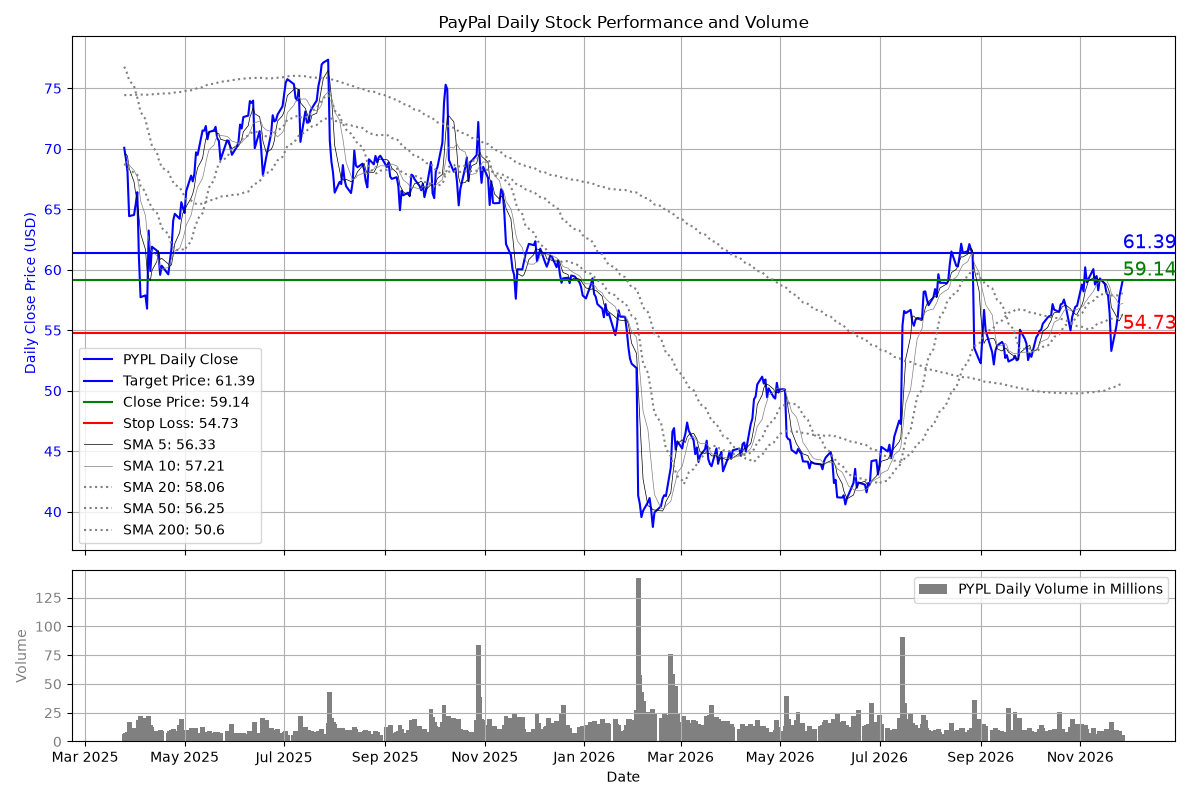 PayPal Daily Stock Performance and Volume
Daily Close Price (USD)
75
70
65
60
55
50
45
40
61.39
59.14
54.73
PYPL Daily Close
Target Price: 61.39
Close Price: 59.14
Stop Loss: 54.73
SMA 5: 56.33
SMA 10: 57.21
SMA 20: 58.06
SMA 50: 56.25
SMA 200: 50.6
Volume
125
100
75
50
25
0
PYPL Daily Volume in Millions
Mar 2025
May 2025
Jul 2025
Sep 2025
Nov 2025
Jan 2026
Mar 2026
May 2026
Jul 2026
Sep 2026
Nov 2026
Date